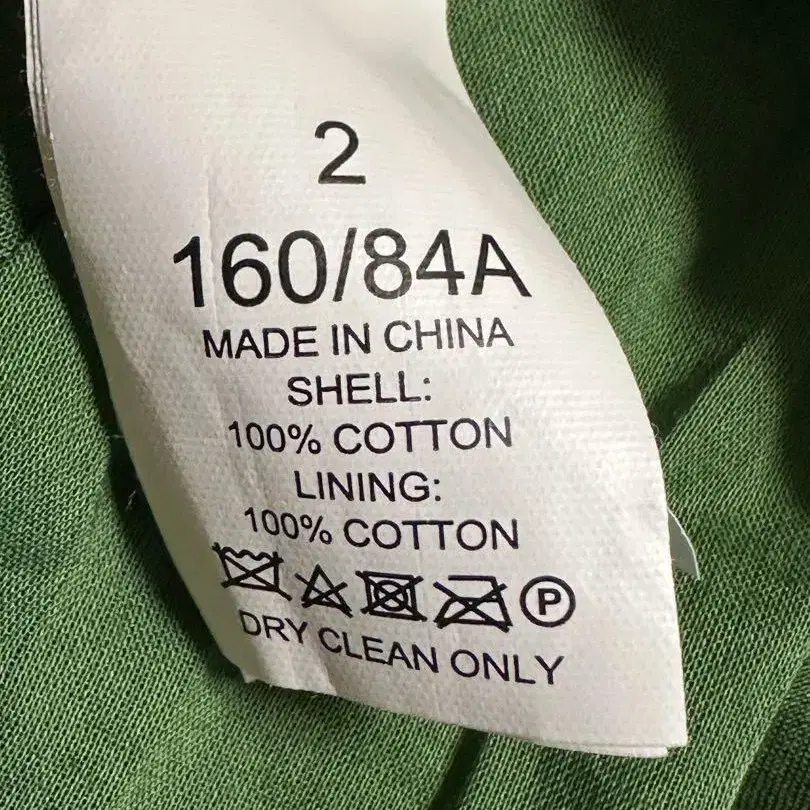 2
160/84A
MADE IN CHINA
SHELL:
100% COTTON
LINING:
100% COTTON
P
DRY CLEAN ONLY